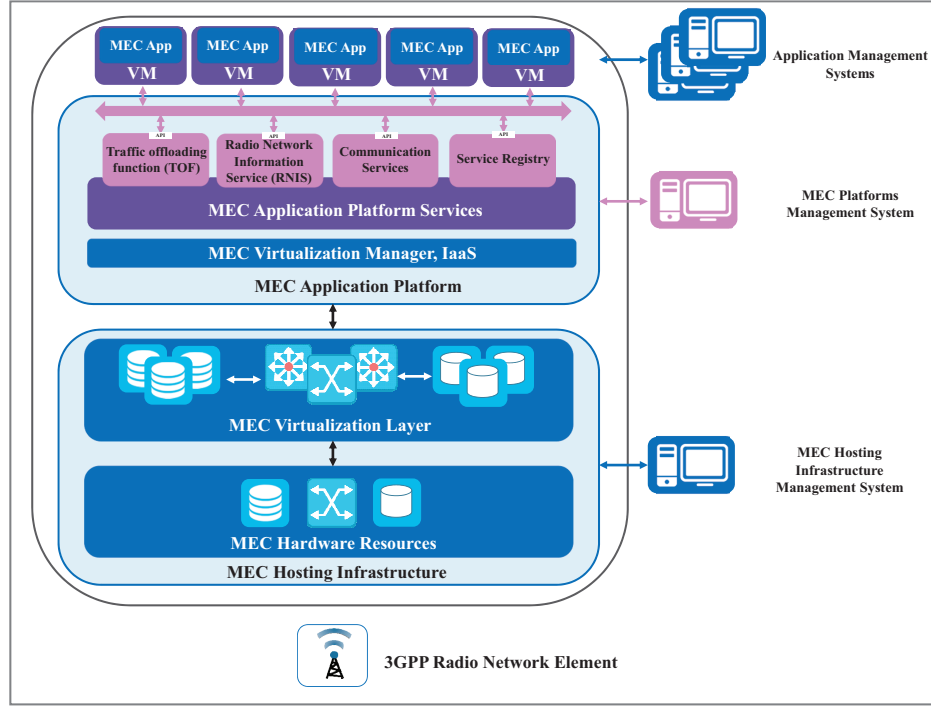 MEC App
MEC App
MEC App
MEC App
MEC App
VM
VM
VM
VM
VM
Application Management
Systems
API
API
API
API
Traffic offloading
function (TOF)
Radio Network
Information
Service (RNIS)
Communication
Services
Service Registry
MEC Application Platform Services
MEC Platforms
Management System
MEC Virtualization Manager, IaaS
MEC Application Platform
MEC Virtualization Layer
MEC Hosting
Infrastructure
Management System
MEC Hardware Resources
MEC Hosting Infrastructure
3GPP Radio Network Element